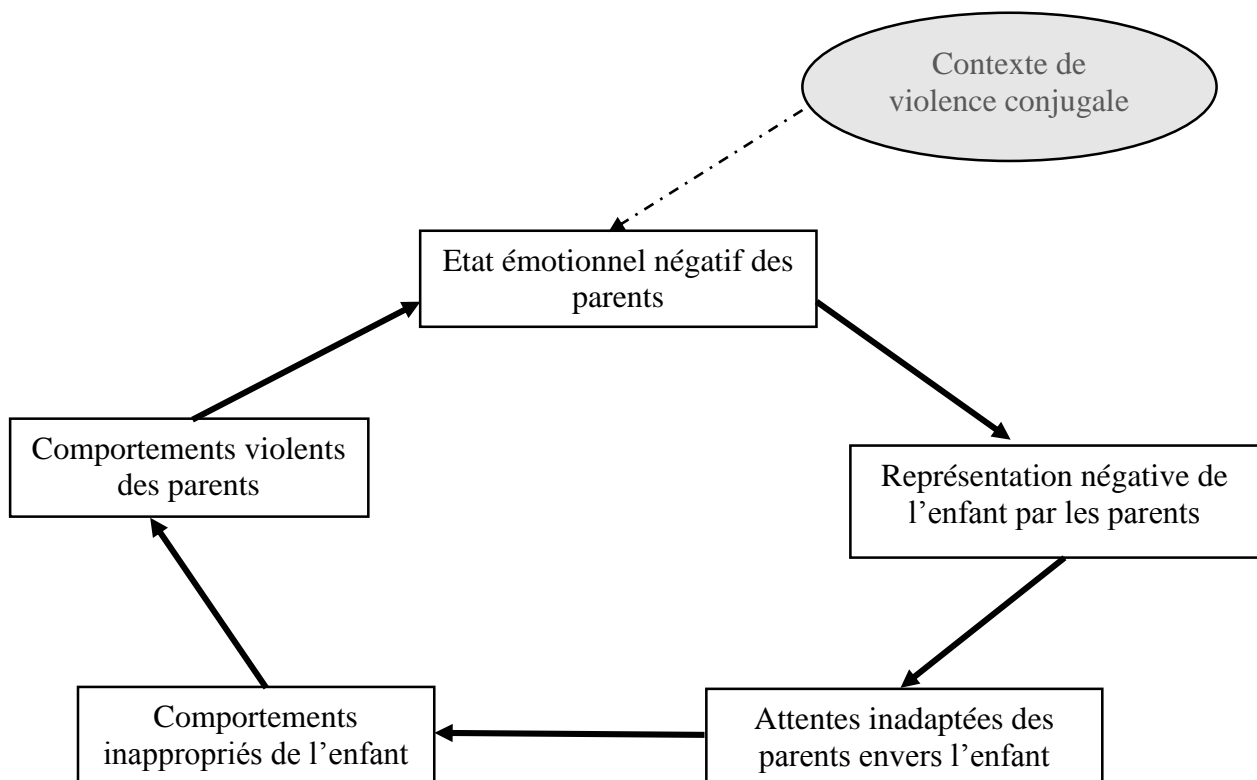 Contexte de
violence conjugale
Etat émotionnel négatif des
parents
Représentation négative de
l’enfant par les parents
Attentes inadaptées des
parents envers l’enfant
Comportements
inappropriés de l’enfant
Comportements violents
des parents